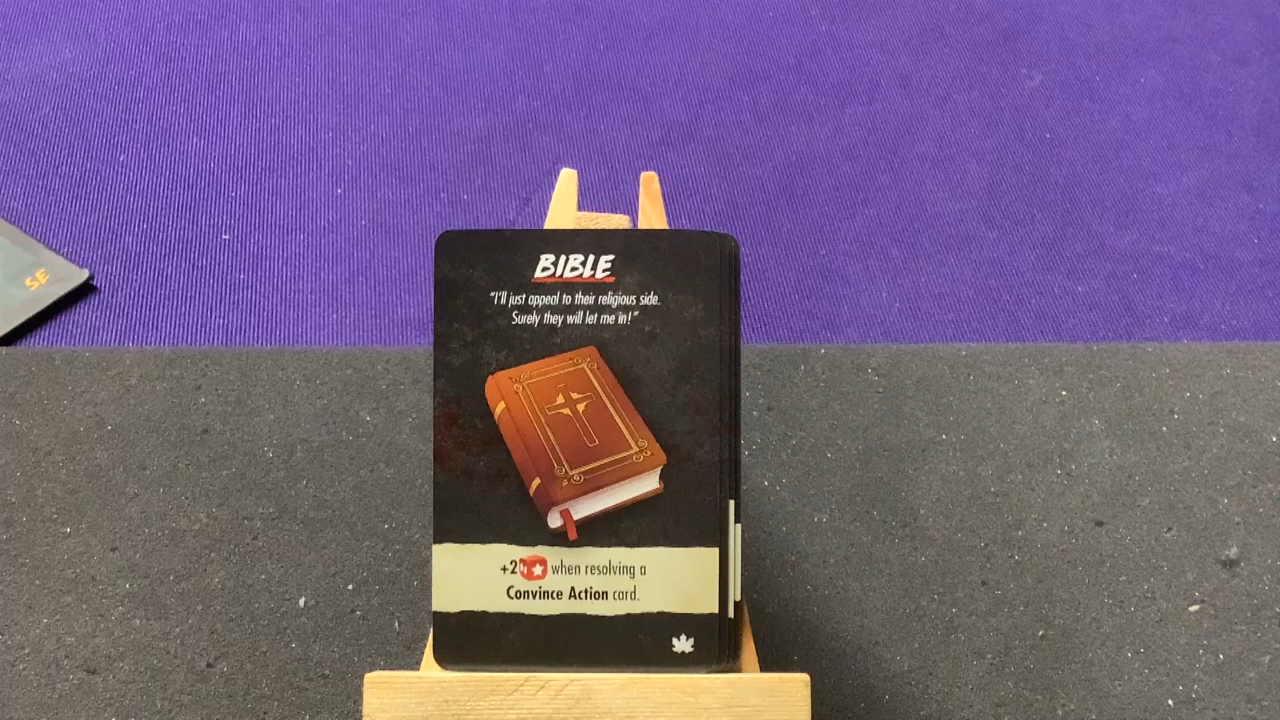 SE
BIBLE
“I’ll just appeal to their religious side.
Surely they will let me in!”
+2 when resolving a
Convince Action card.